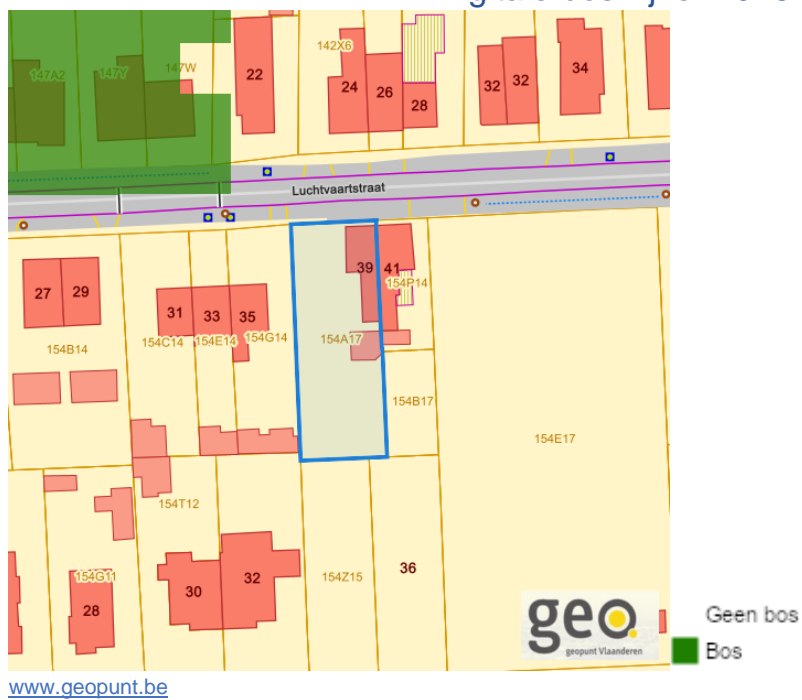 147A2
147Y
147W
22
142X6
24
26
28
32
32
34
Luchtvaartstraat
27
29
154B14
31
33
35
154C14
154E14
154G14
39
41
154P14
154A17
154B17
154E17
154T12
154G11
28
30
32
154Z15
36
geo
geopunt Vlaanderen
Geen bos
Bos
www.geopunt.be